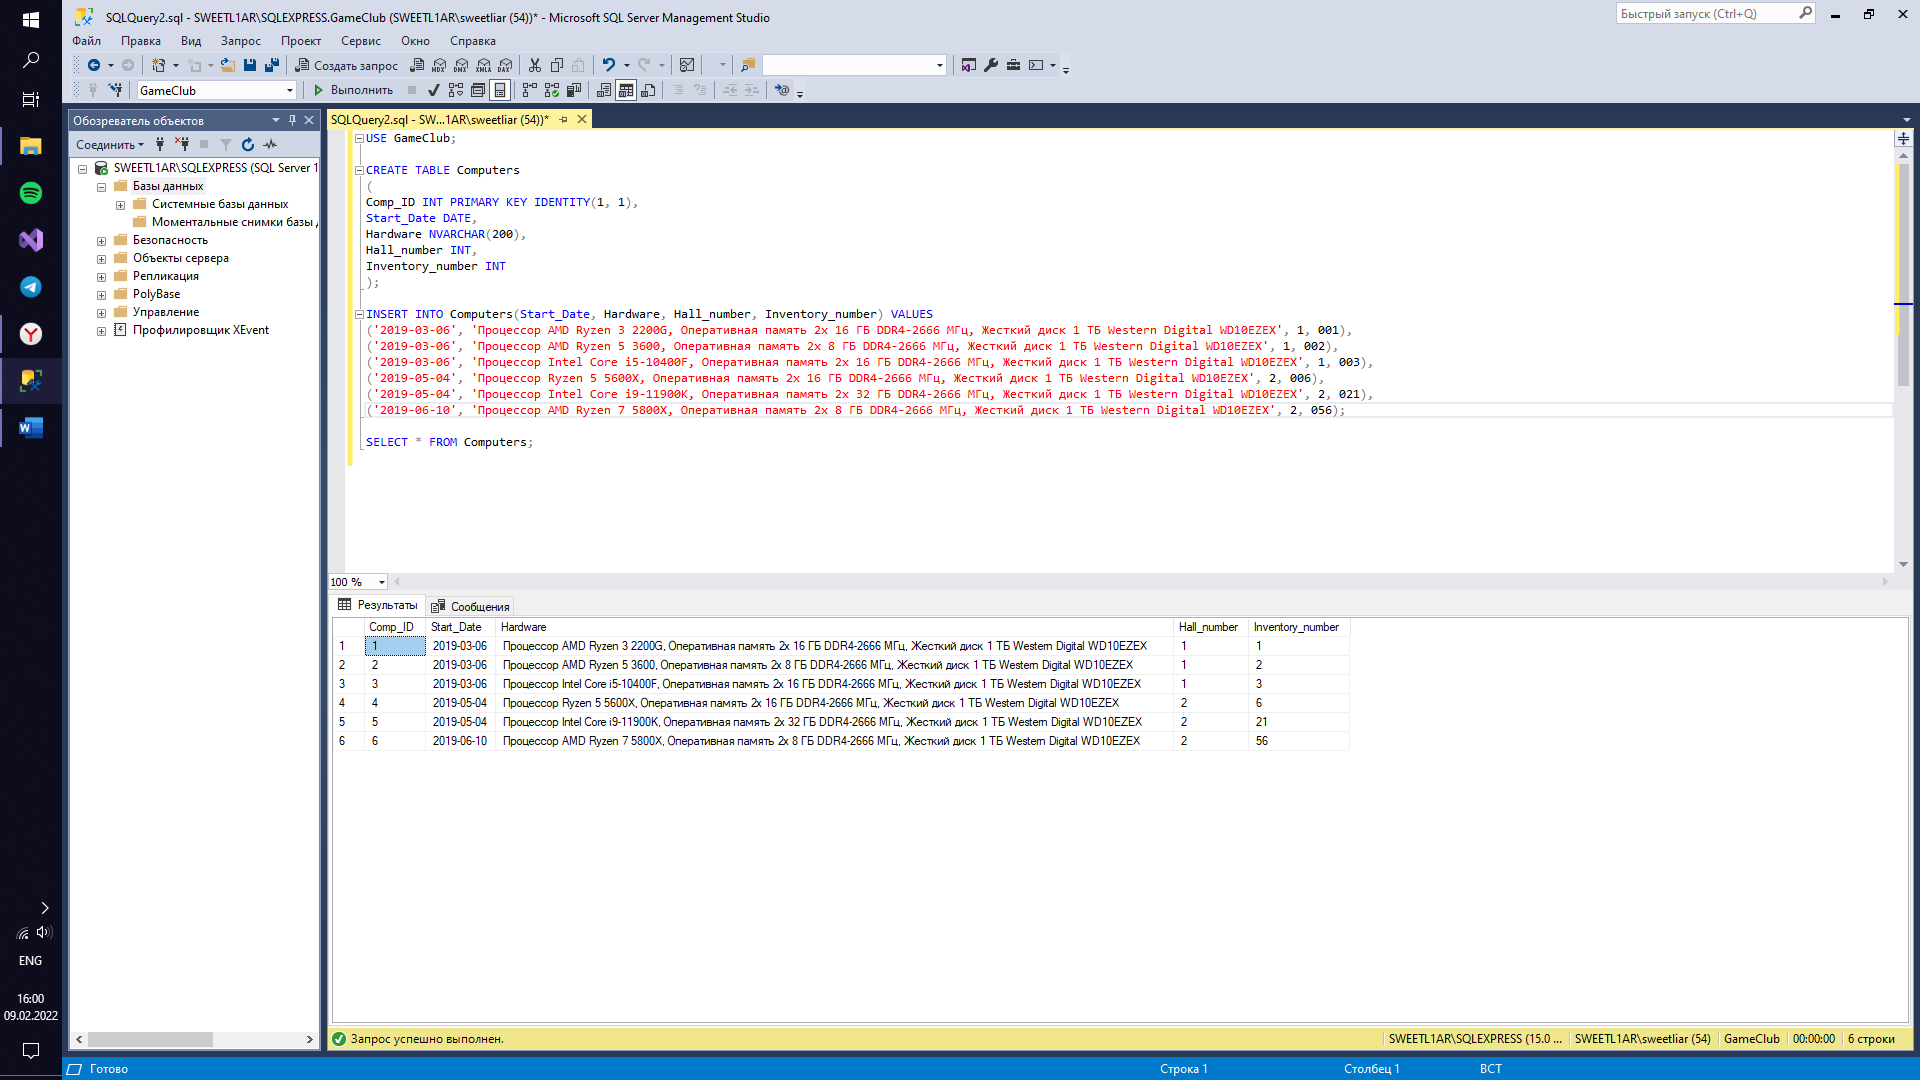 SQLQuery2.sql - SWEETL1AR\SQLEXPRESS.GameClub (SWEETL1AR\sweetliar (54))* - Microsoft SQL Server Management Studio
Быстрый запуск (Ctrl+Q)
Файл Правка Вид Запрос Проект Сервис Окно Справка
Создать запрос MDX DMX XMLA DAX
GameClub Выполнить
Обозреватель объектов
Соединить
SWEETL1AR\SQLEXPRESS (SQL Server 1
Базы данных
Системные базы данных
Моментальные снимки базы д
Безопасность
Объекты сервера
Репликация
PolyBase
Управление
Профилировщик XEvent
SQLQuery2.sql - SW...1AR\sweetliar (54))*
USE GameClub;
CREATE TABLE Computers
(
Comp_ID INT PRIMARY KEY IDENTITY(1, 1),
Start_Date DATE,
Hardware NVARCHAR(200),
Hall_number INT,
Inventory_number INT
);
INSERT INTO Computers(Start_Date, Hardware, Hall_number, Inventory_number) VALUES
('2019-03-06', 'Процессор AMD Ryzen 3 2200G, Оперативная память 2x 16 ГБ DDR4-2666 МГц, Жесткий диск 1 ТБ Western Digital WD10EZEX', 1, 001),
('2019-03-06', 'Процессор AMD Ryzen 5 3600, Оперативная память 2x 8 ГБ DDR4-2666 МГц, Жесткий диск 1 ТБ Western Digital WD10EZEX', 1, 002),
('2019-03-06', 'Процессор Intel Core i5-10400F, Оперативная память 2x 16 ГБ DDR4-2666 МГц, Жесткий диск 1 ТБ Western Digital WD10EZEX', 1, 003),
('2019-05-04', 'Процессор Ryzen 5 5600X, Оперативная память 2x 16 ГБ DDR4-2666 МГц, Жесткий диск 1 ТБ Western Digital WD10EZEX', 2, 006),
('2019-05-04', 'Процессор Intel Core i9-11900K, Оперативная память 2x 32 ГБ DDR4-2666 МГц, Жесткий диск 1 ТБ Western Digital WD10EZEX', 2, 021),
('2019-06-10', 'Процессор AMD Ryzen 7 5800X, Оперативная память 2x 8 ГБ DDR4-2666 МГц, Жесткий диск 1 ТБ Western Digital WD10EZEX', 2, 056);
SELECT * FROM Computers;
100 %
Результаты Сообщения
Comp_ID Start_Date Hardware Hall_number Inventory_number
1 1 2019-03-06 Процессор AMD Ryzen 3 2200G, Оперативная память 2x 16 ГБ DDR4-2666 МГц, Жесткий диск 1 ТБ Western Digital WD10EZEX 1 1
2 2 2019-03-06 Процессор AMD Ryzen 5 3600, Оперативная память 2x 8 ГБ DDR4-2666 МГц, Жесткий диск 1 ТБ Western Digital WD10EZEX 1 2
3 3 2019-03-06 Процессор Intel Core i5-10400F, Оперативная память 2x 16 ГБ DDR4-2666 МГц, Жесткий диск 1 ТБ Western Digital WD10EZEX 1 3
4 4 2019-05-04 Процессор Ryzen 5 5600X, Оперативная память 2x 16 ГБ DDR4-2666 МГц, Жесткий диск 1 ТБ Western Digital WD10EZEX 2 6
5 5 2019-05-04 Процессор Intel Core i9-11900K, Оперативная память 2x 32 ГБ DDR4-2666 МГц, Жесткий диск 1 ТБ Western Digital WD10EZEX 2 21
6 6 2019-06-10 Процессор AMD Ryzen 7 5800X, Оперативная память 2x 8 ГБ DDR4-2666 МГц, Жесткий диск 1 ТБ Western Digital WD10EZEX 2 56
Запрос успешно выполнен.
SWEETL1AR\SQLEXPRESS (15.0 ... SWEETL1AR\sweetliar (54) GameClub 00:00:00 6 строки
Готово Строка 1 Столбец 1 ВСТ
ENG
16:00
09.02.2022